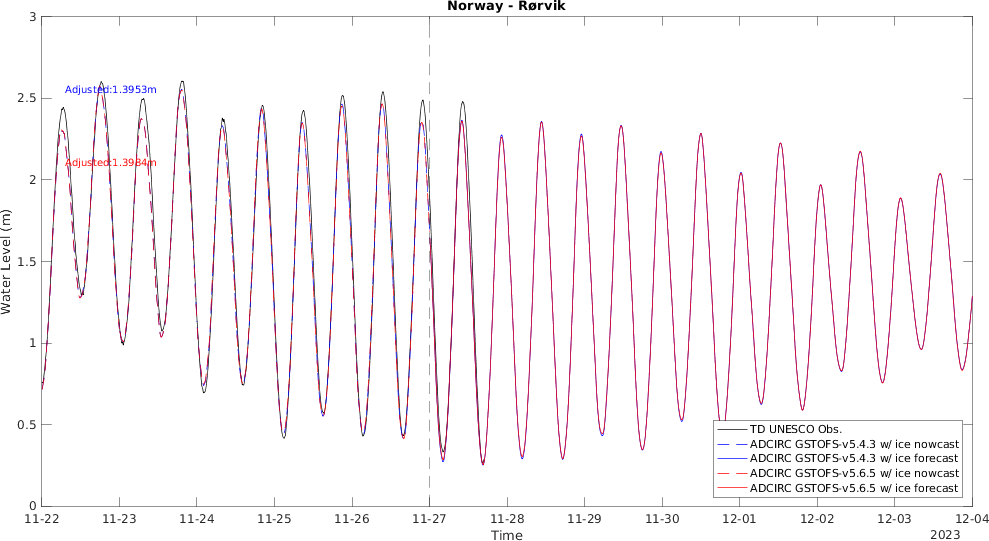 Norway - Rørvik
3
2.5
2
1.5
1
0.5
0
Water Level (m)
Adjusted:1.3953m
Adjusted:1.3984m
TD UNESCO Obs.
ADCIRC GSTOFS-v5.4.3 w/ ice nowcast
ADCIRC GSTOFS-v5.4.3 w/ ice forecast
ADCIRC GSTOFS-v5.6.5 w/ ice nowcast
ADCIRC GSTOFS-v5.6.5 w/ ice forecast
11-22 11-23 11-24 11-25 11-26 11-27 11-28 11-29 11-30 12-01 12-02 12-03 12-04
Time
2023